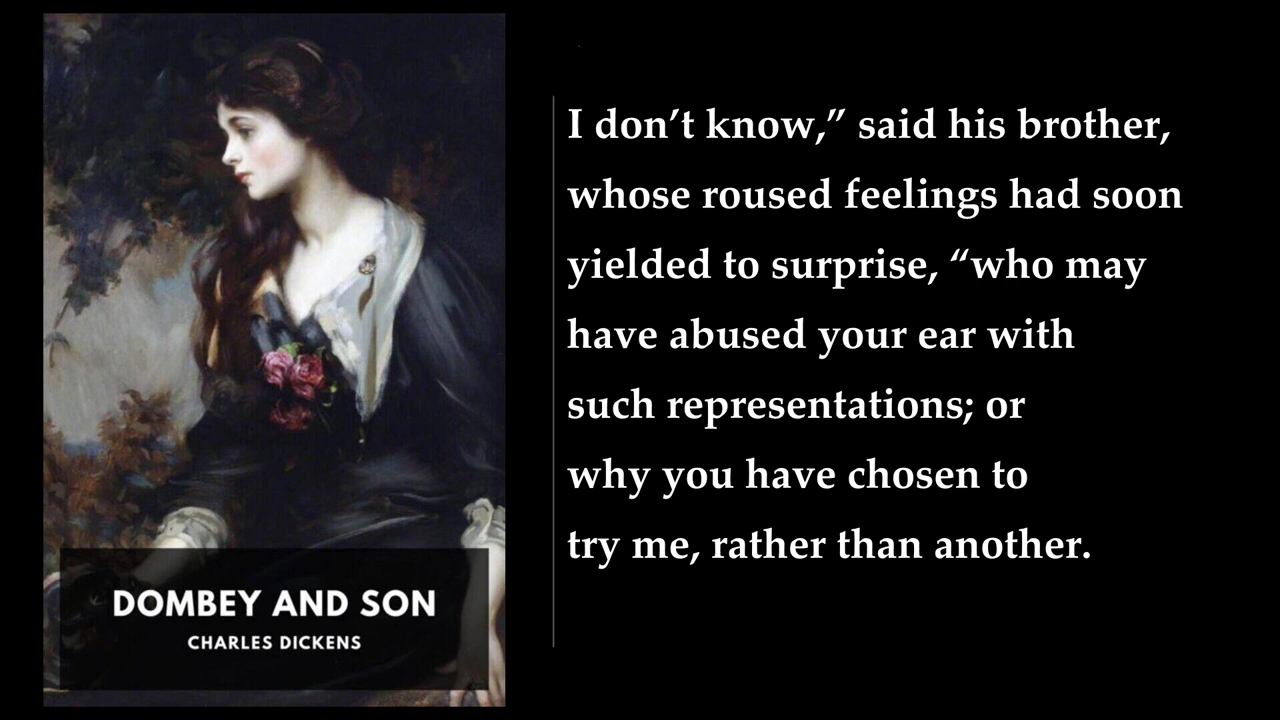 DOMBEY AND SON
CHARLES DICKENS
I don’t know,” said his brother,
whose roused feelings had soon
yielded to surprise, “who may
have abused your ear with
such representations; or
why you have chosen to
try me, rather than another.